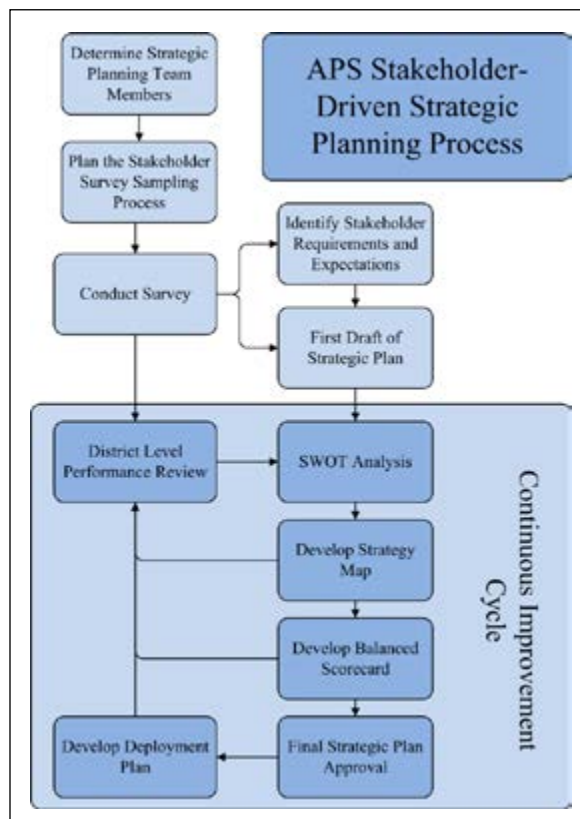 Determine Strategic
Planning Team
Members
APS Stakeholder-
Driven Strategic
Planning Process
Plan the Stakeholder
Survey Sampling
Process
Identify Stakeholder
Requirements and
Expectations
Conduct Survey
First Draft of
Strategic Plan
District Level
Performance Review
SWOT Analysis
Develop Strategy
Map
Develop Balanced
Scorecard
Develop Deployment
Plan
Final Strategic Plan
Approval
Continuous Improvement
Cycle